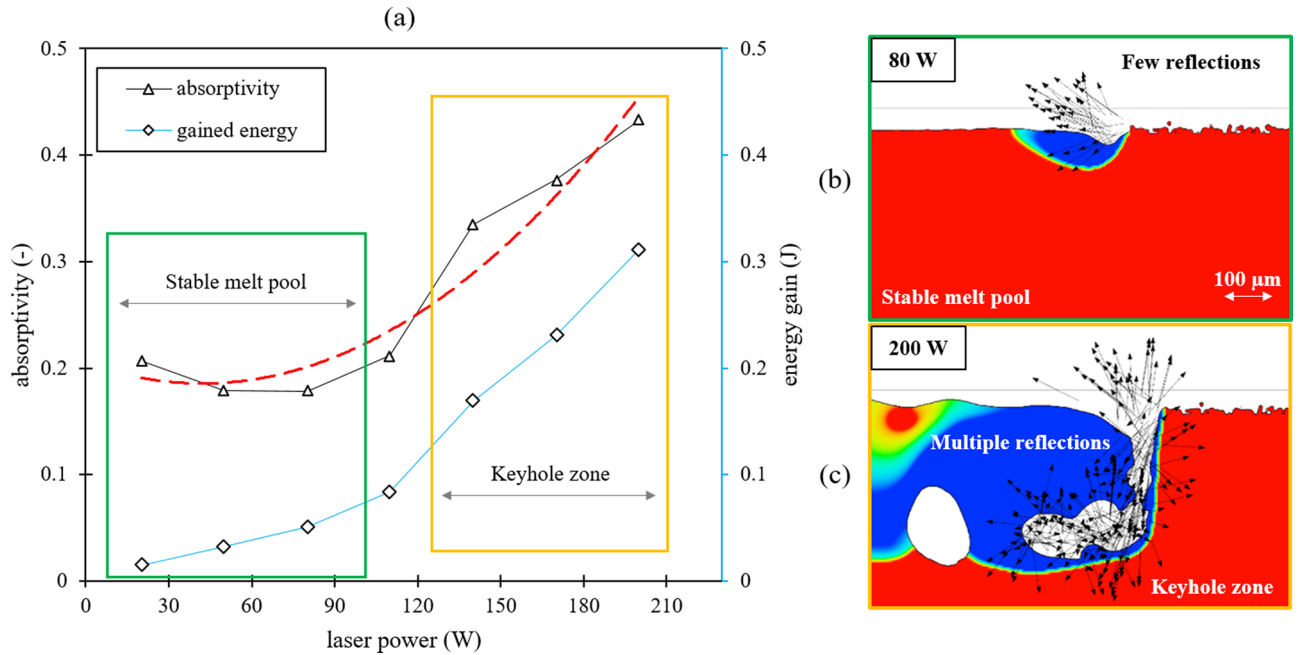 (a)
0.5
0.4
0.3
0.2
0.1
0
absorptivity (-)
absorptivity
gained energy
Stable melt pool
Keyhole zone
0.5
0.4
0.3
0.2
0.1
0
energy gain (J)
0 30 60 90 120 150 180 210
laser power (W)
(b)
80 W
Few reflections
Stable melt pool
100 µm
(c)
200 W
Multiple reflections
Keyhole zone